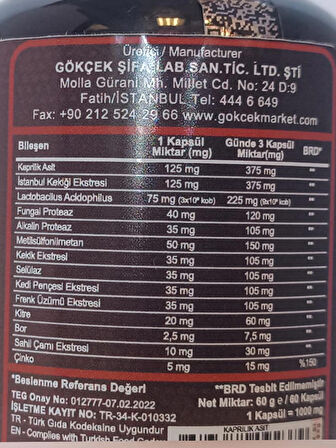 Üretici / Manufacturer
GÖKÇEK ŞİFA LAB.SAN.TİC. LTD. ŞTİ
Molla Gürani Mh. Millet Cd. No: 24 D:9
Fatih/İSTANBUL Tel: 444 6 649
Fax: +90 212 524 29 66 www.gokcekmarket.com
Bileşen 1 Kapsül Miktar (mg) Günde 3 Kapsül Miktar(mg) BRD*
Kaprilik Asit 125 mg 375 mg **
İstanbul Kekiği Ekstresi 125 mg 375 mg **
Lactobacillus Acidophilus 75 mg 225 mg **
Fungal Proteaz 40 mg 120 mg **
Alkalin Proaz 35 mg 105 mg **
Metilsülfonilmetan 50 mg 150 mg **
Kekik Ekstresi 35 mg 105 mg **
Selülaz 35 mg 105 mg **
Kedi Pençesi Ekstresi 35 mg 105 mg **
Frenk Üzümü Ekstresi 35 mg 105 mg **
Kitre 20 mg 60 mg **
Bor 2,5 mg 7,5 mg **
Sahil Çamı Ekstresi 10 mg 30 mg **
Çinko 5 mg 15 mg %150
*Beslenme Referans Değeri **BRD Tesbit Edilmemiştir
TEG Onay No: 012777-07.02.2022 Net Miktar: 60 g / 60 Kapsül
İŞLETME KAYIT NO: TR-34-K-010332 1 Kapsül = 1000 mg
TR - Türk Gıda Kodeksine Uygundur KAPRİLİK ASİT
EN - Complies with Turkish Food Codex